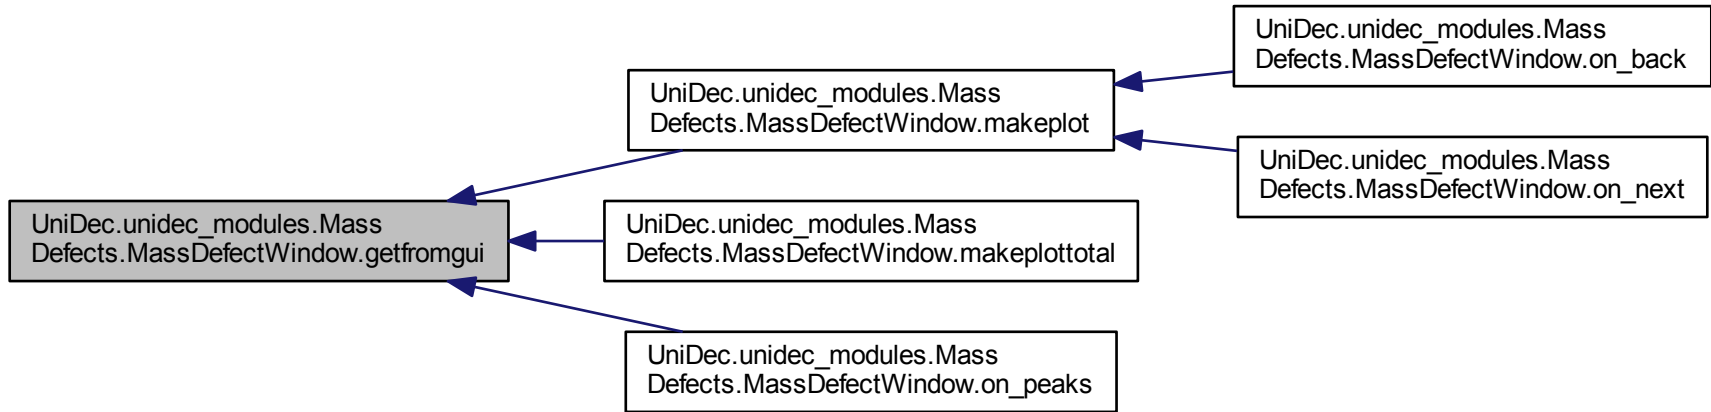 UniDec.unidec_modules.Mass
Defects.MassDefectWindow.getfromgui
UniDec.unidec_modules.Mass
Defects.MassDefectWindow.makeplot
UniDec.unidec_modules.Mass
Defects.MassDefectWindow.on_back
UniDec.unidec_modules.Mass
Defects.MassDefectWindow.on_next
UniDec.unidec_modules.Mass
Defects.MassDefectWindow.makeplottotal
UniDec.unidec_modules.Mass
Defects.MassDefectWindow.on_peaks